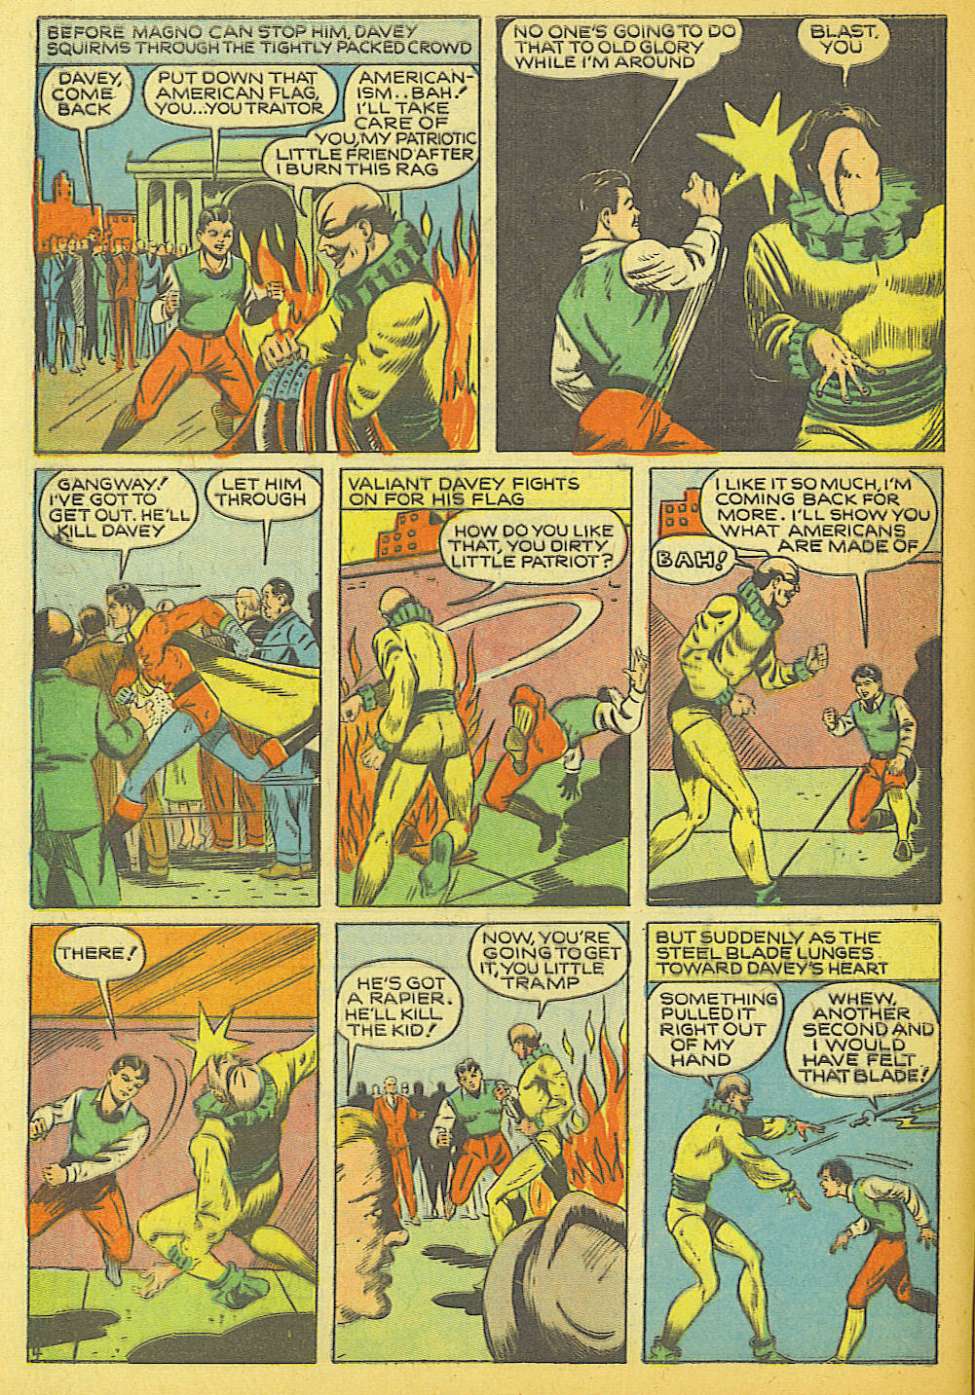 BEFORE MAGNO CAN STOP HIM, DAVEY
SQUIRMS THROUGH THE TIGHTLY PACKED CROWD
DAVEY,
COME
BACK
PUT DOWN THAT
AMERICAN FLAG,
YOU...YOU TRAITOR
AMERICAN-
ISM..BAH!
I'LL TAKE
CARE OF
YOU, MY PATRIOTIC
LITTLE FRIEND AFTER
I BURN THIS RAG
NO ONE'S GOING TO DO
THAT TO OLD GLORY
WHILE I'M AROUND
BLAST,
YOU
GANGWAY!
I'VE GOT TO
GET OUT. HE'LL
KILL DAVEY
LET HIM
THROUGH
VALIANT DAVEY FIGHTS
ON FOR HIS FLAG
HOW DO YOU LIKE
THAT, YOU DIRTY
LITTLE PATRIOT?
BAH!
I LIKE IT SO MUCH, I'M
COMING BACK FOR
MORE. I'LL SHOW YOU
WHAT AMERICANS
ARE MADE OF
THERE!
HE'S GOT
A RAPIER.
HE'LL KILL
THE KID!
NOW, YOU'RE
GOING TO GET
IT, YOU LITTLE
TRAMP
BUT SUDDENLY AS THE
STEEL BLADE LUNGES
TOWARD DAVEY'S HEART
SOMETHING
PULLED IT
RIGHT OUT
OF MY
HAND
WHEW,
ANOTHER
SECOND AND
I WOULD
HAVE FELT
THAT BLADE!
4